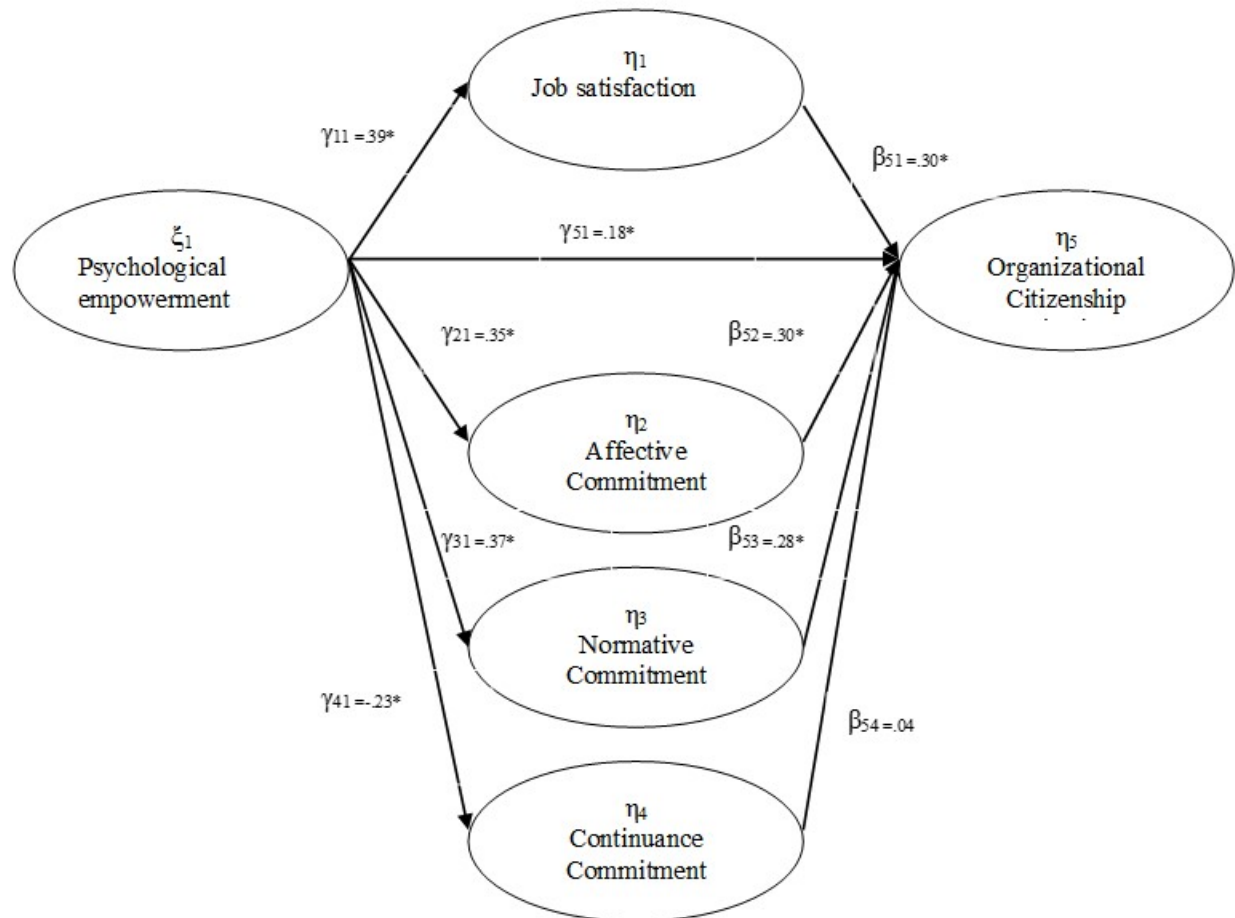 η1
Job satisfaction
γ11 =.39*
β51 =.30*
ξ1
Psychological
empowerment
γ51 =.18*
η5
Organizational
Citizenship
γ21 =.35*
β52 =.30*
η2
Affective
Commitment
γ31 =.37*
β53 =.28*
η3
Normative
Commitment
γ41 =-.23*
β54 =.04
η4
Continuance
Commitment